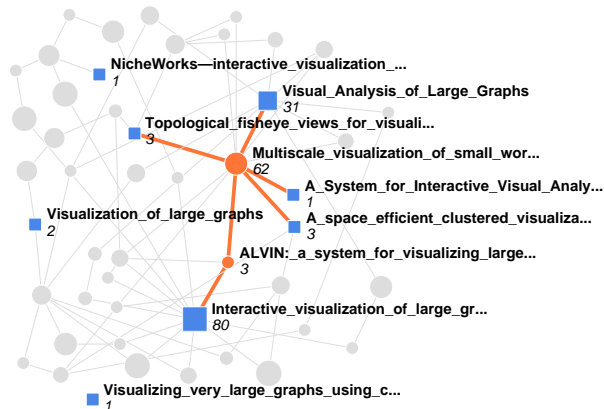 NicheWorks—interactive_visualization_...
1
Visual_Analysis_of_Large_Graphs
31
Topological_fisheye_views_for_visuali...
3
Multiscale_visualization_of_small_wor...
62
A_System_for_Interactive_Visual_Analy...
1
Visualization_of_large_graphs
2
A_space_efficient_clustered_visualiza...
3
ALVIN:_a_system_for_visualizing_large...
3
Interactive_visualization_of_large_gr...
80
Visualizing_very_large_graphs_using_c...
1